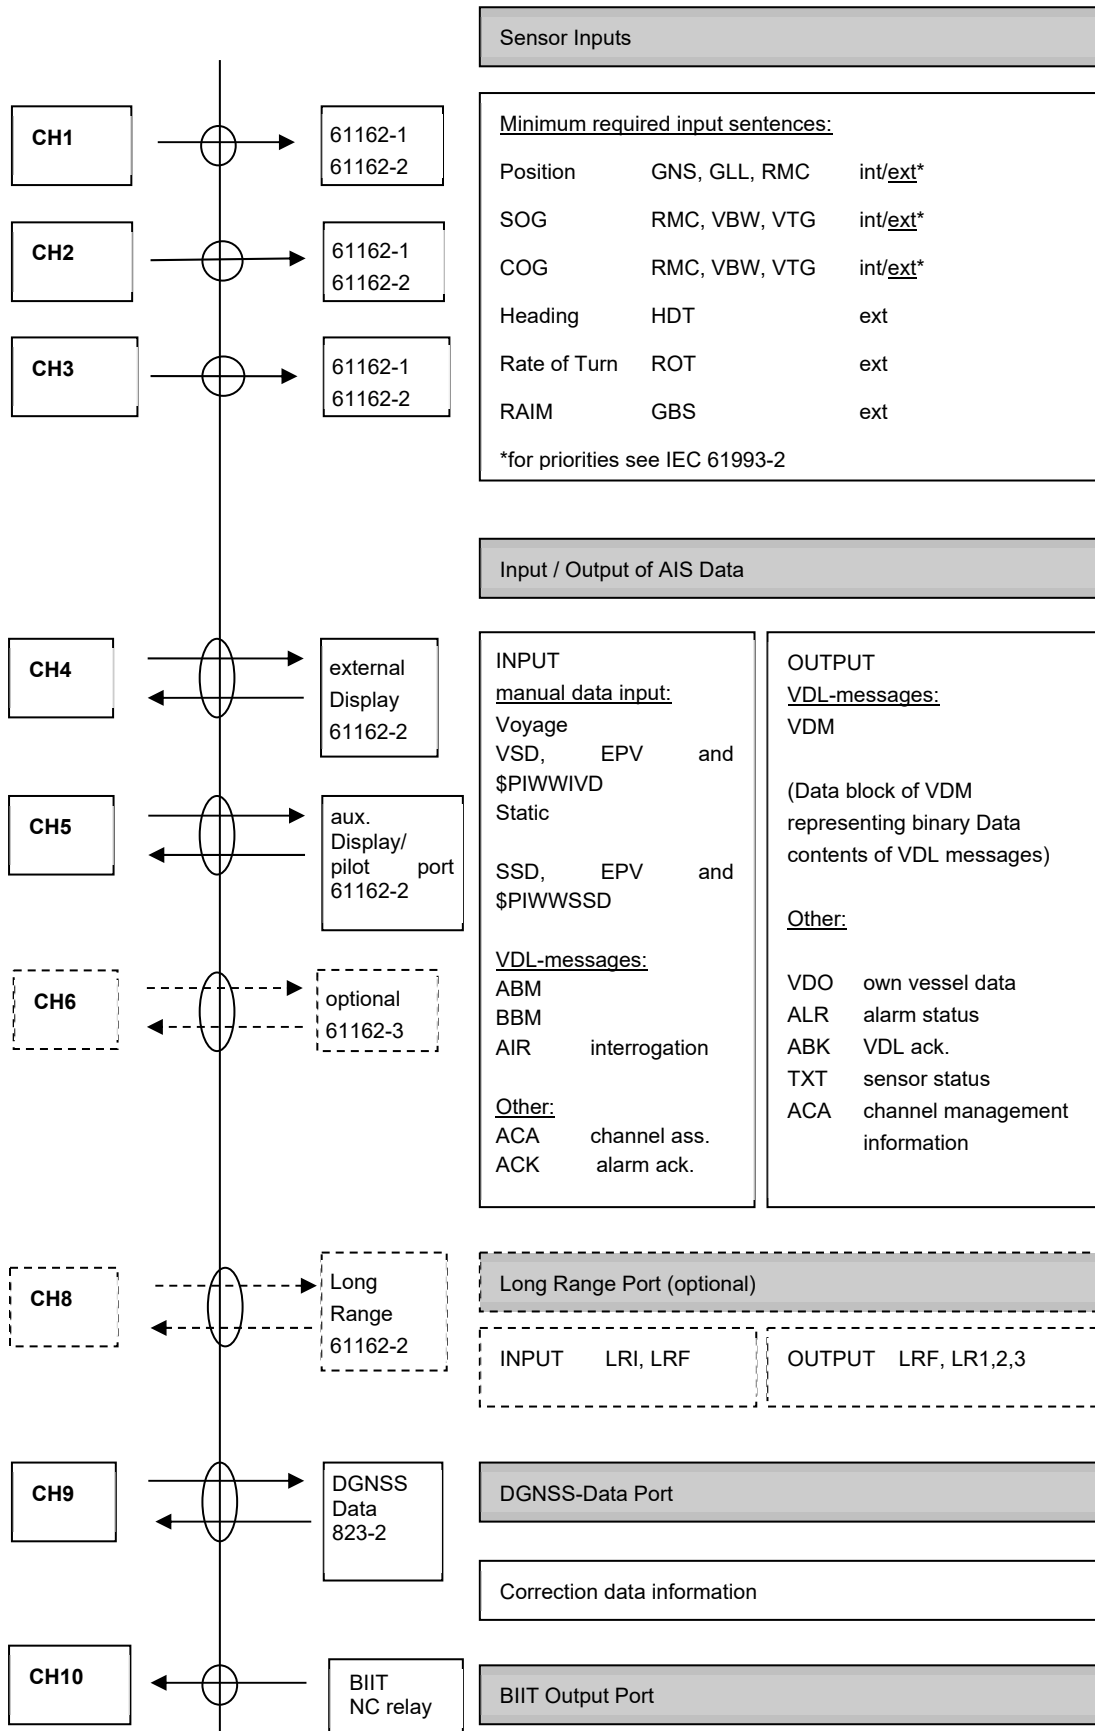 Sensor Inputs
CH1
61162-1
61162-2
CH2
61162-1
61162-2
CH3
61162-1
61162-2
Minimum required input sentences:
Position GNS, GLL, RMC int/ext*
SOG RMC, VBW, VTG int/ext*
COG RMC, VBW, VTG int/ext*
Heading HDT ext
Rate of Turn ROT ext
RAIM GBS ext
*for priorities see IEC 61993-2
Input / Output of AIS Data
CH4
external
Display
61162-2
CH5
aux.
Display/
pilot port
61162-2
CH6
optional
61162-3
INPUT
manual data input:
Voyage
VSD, EPV and
$PIWWIVD
Static
SSD, EPV and
$PIWWSSD
VDL-messages:
ABM
BBM
AIR interrogation
Other:
ACA channel ass.
ACK alarm ack.
OUTPUT
VDL-messages:
VDM
(Data block of VDM
representing binary Data
contents of VDL messages)
Other:
VDO own vessel data
ALR alarm status
ABK VDL ack.
TXT sensor status
ACA channel management
information
CH8
Long
Range
61162-2
Long Range Port (optional)
INPUT LRI, LRF
OUTPUT LRF, LR1,2,3
CH9
DGNSS
Data
823-2
DGNSS-Data Port
Correction data information
CH10
BIIT
NC relay
BIIT Output Port